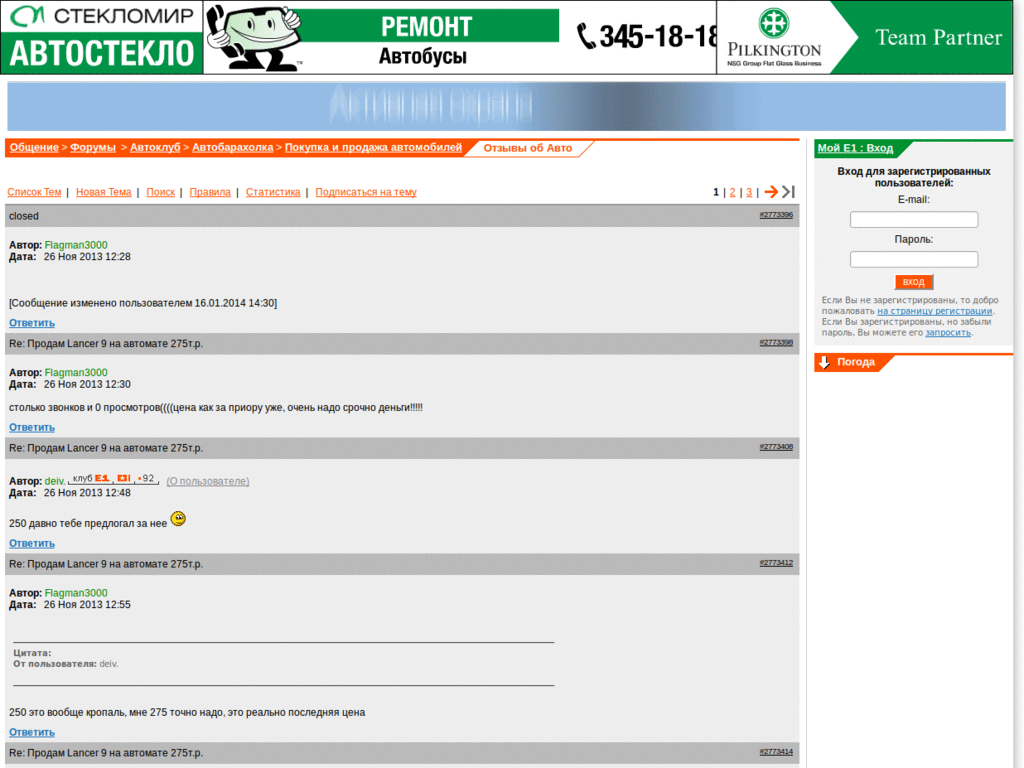 СТЕКЛОМИР
АВТОСТЕКЛО
РЕМОНТ
Автобусы
TM
345-18-18
PILKINGTON
NSG Group Flat Glass Business
Team Partner
Общение > Форумы > Автоклуб > Автобарахолка > Покупка и продажа автомобилей
Отзывы об Авто
Список Тем | Новая Тема | Поиск | Правила | Статистика | Подписаться на тему
1 | 2 | 3 |
closed #2773396
Автор: Flagman3000
Дата: 26 Ноя 2013 12:28
[Сообщение изменено пользователем 16.01.2014 14:30]
Ответить
Re: Продам Lancer 9 на автомате 275т.р. #2773398
Автор: Flagman3000
Дата: 26 Ноя 2013 12:30
столько звонков и 0 просмотров((((цена как за приору уже, очень надо срочно деньги!!!!!
Ответить
Re: Продам Lancer 9 на автомате 275т.р. #2773408
Автор: deiv. клуб E1, , •92, (О пользователе)
Дата: 26 Ноя 2013 12:48
250 давно тебе предлогал за нее
Ответить
Re: Продам Lancer 9 на автомате 275т.р. #2773412
Автор: Flagman3000
Дата: 26 Ноя 2013 12:55
Цитата:
От пользователя: deiv.
250 это вообще кропаль, мне 275 точно надо, это реально последняя цена
Ответить
Re: Продам Lancer 9 на автомате 275т.р. #2773414
Мой E1 : Вход
Вход для зарегистрированных
пользователей:
E-mail:
Пароль:
вход
Если Вы не зарегистрированы, то добро
пожаловать на страницу регистрации.
Если Вы зарегистрированы, но забыли
пароль, Вы можете его запросить.
Погода